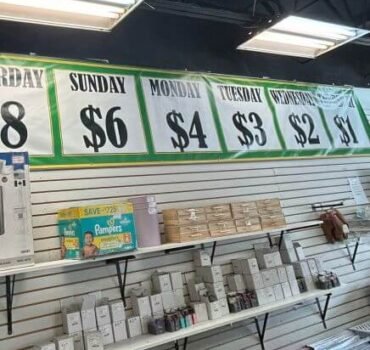 RDAY SUNDAY MONDAY TUESDAY WEDNESDAY
8 $6 $4 $3 $2 $1
SAVE
Pampers